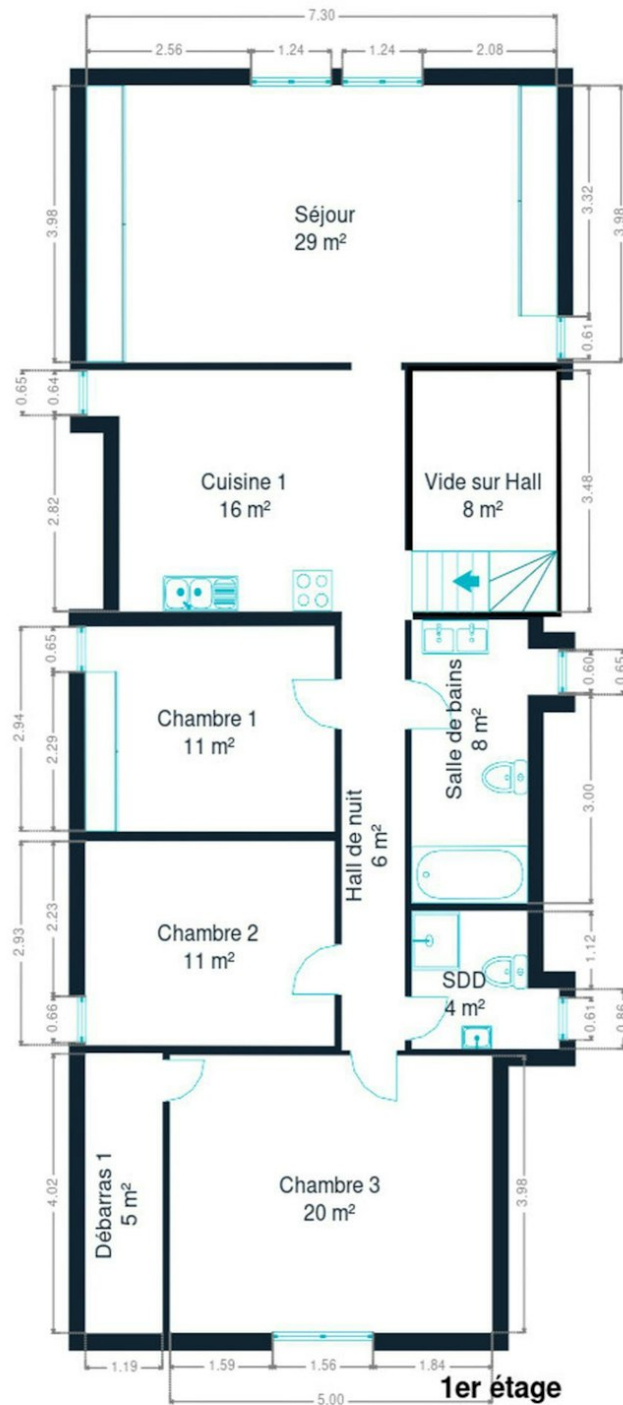 7.30
2.56 1.24 1.24 2.08
3.98
3.32
3.98
Séjour
29 m²
0.61
0.65
0.64
Cuisine 1
16 m²
Vide sur Hall
8 m²
3.48
2.82
0.65
2.94
2.29
Chambre 1
11 m²
Salle de bains
8 m²
0.60
0.65
3.00
Hall de nuit
6 m²
2.93
2.23
0.66
Chambre 2
11 m²
SDD
4 m²
1.12
0.61
0.86
4.02
Débarras 1
5 m²
Chambre 3
20 m²
3.98
1.19 1.59 1.56 1.84
5.00
1er étage